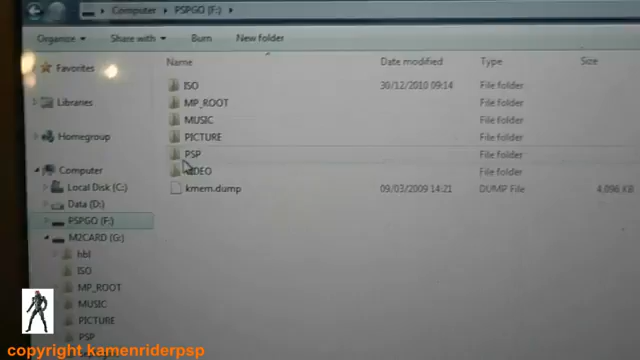 Computer ▸ PSPGO (F:) ▸
Organize ▾ Share with ▾ Burn New folder
Name Date modified Type Size
Favorites
ISO 30/12/2010 09:14 File folder
Libraries MP_ROOT File folder
MUSIC File folder
Homegroup PICTURE File folder
PSP File folder
Computer VIDEO File folder
Local Disk (C:) kmem.dump 09/03/2009 14:21 DUMP File 4,096 KB
Data (D:)
PSPGO (F:)
M2CARD (G:)
hbl
ISO
MP_ROOT
MUSIC
PICTURE
PSP
copyright kamenriderpsp